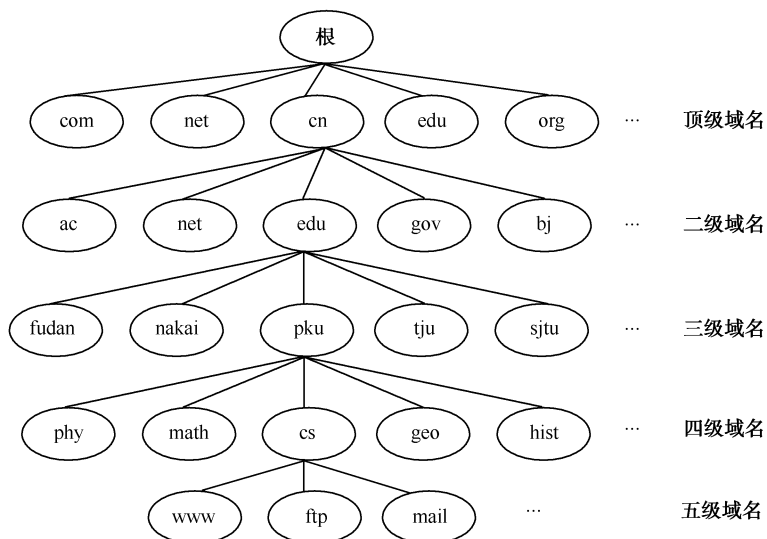 根
com net cn edu org … 顶级域名
ac net edu gov bj … 二级域名
fudan nakai pku tju sjtu … 三级域名
phy math cs geo hist … 四级域名
www ftp mail … 五级域名